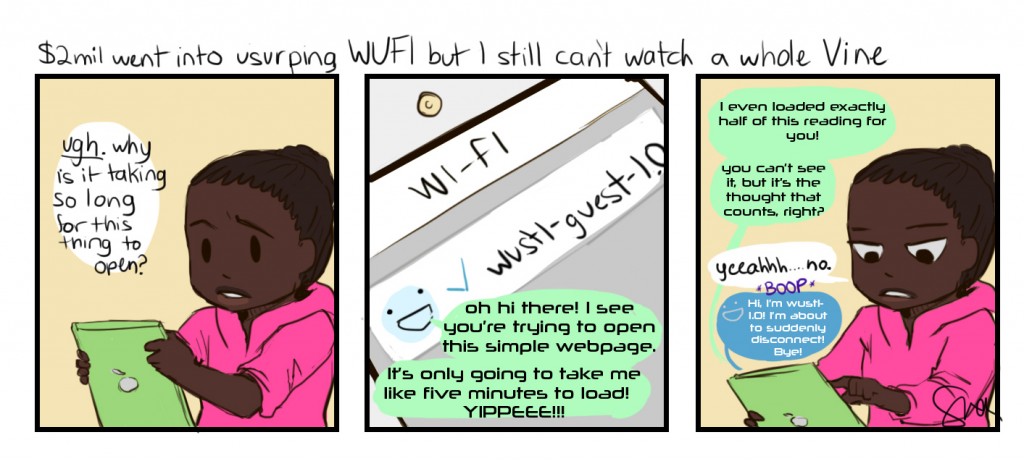 $2mil went into usurping WUFI but I still can't watch a whole Vine
ugh. why
is it taking
so long
for this
thing to
open?
WI-FI
wustl-guest-1.0
oh hi there! I see
you're trying to open
this simple webpage.
It's only going to take me
like five minutes to load!
YIPPEEE!!!
I even loaded exactly
half of this reading for
you!
you can't see
it, but it's the
thought that
counts, right?
yeeahhh....no.
*BOOP*
Hi, I'm wustl-
1.0! I'm about
to suddenly
disconnect!
Bye!